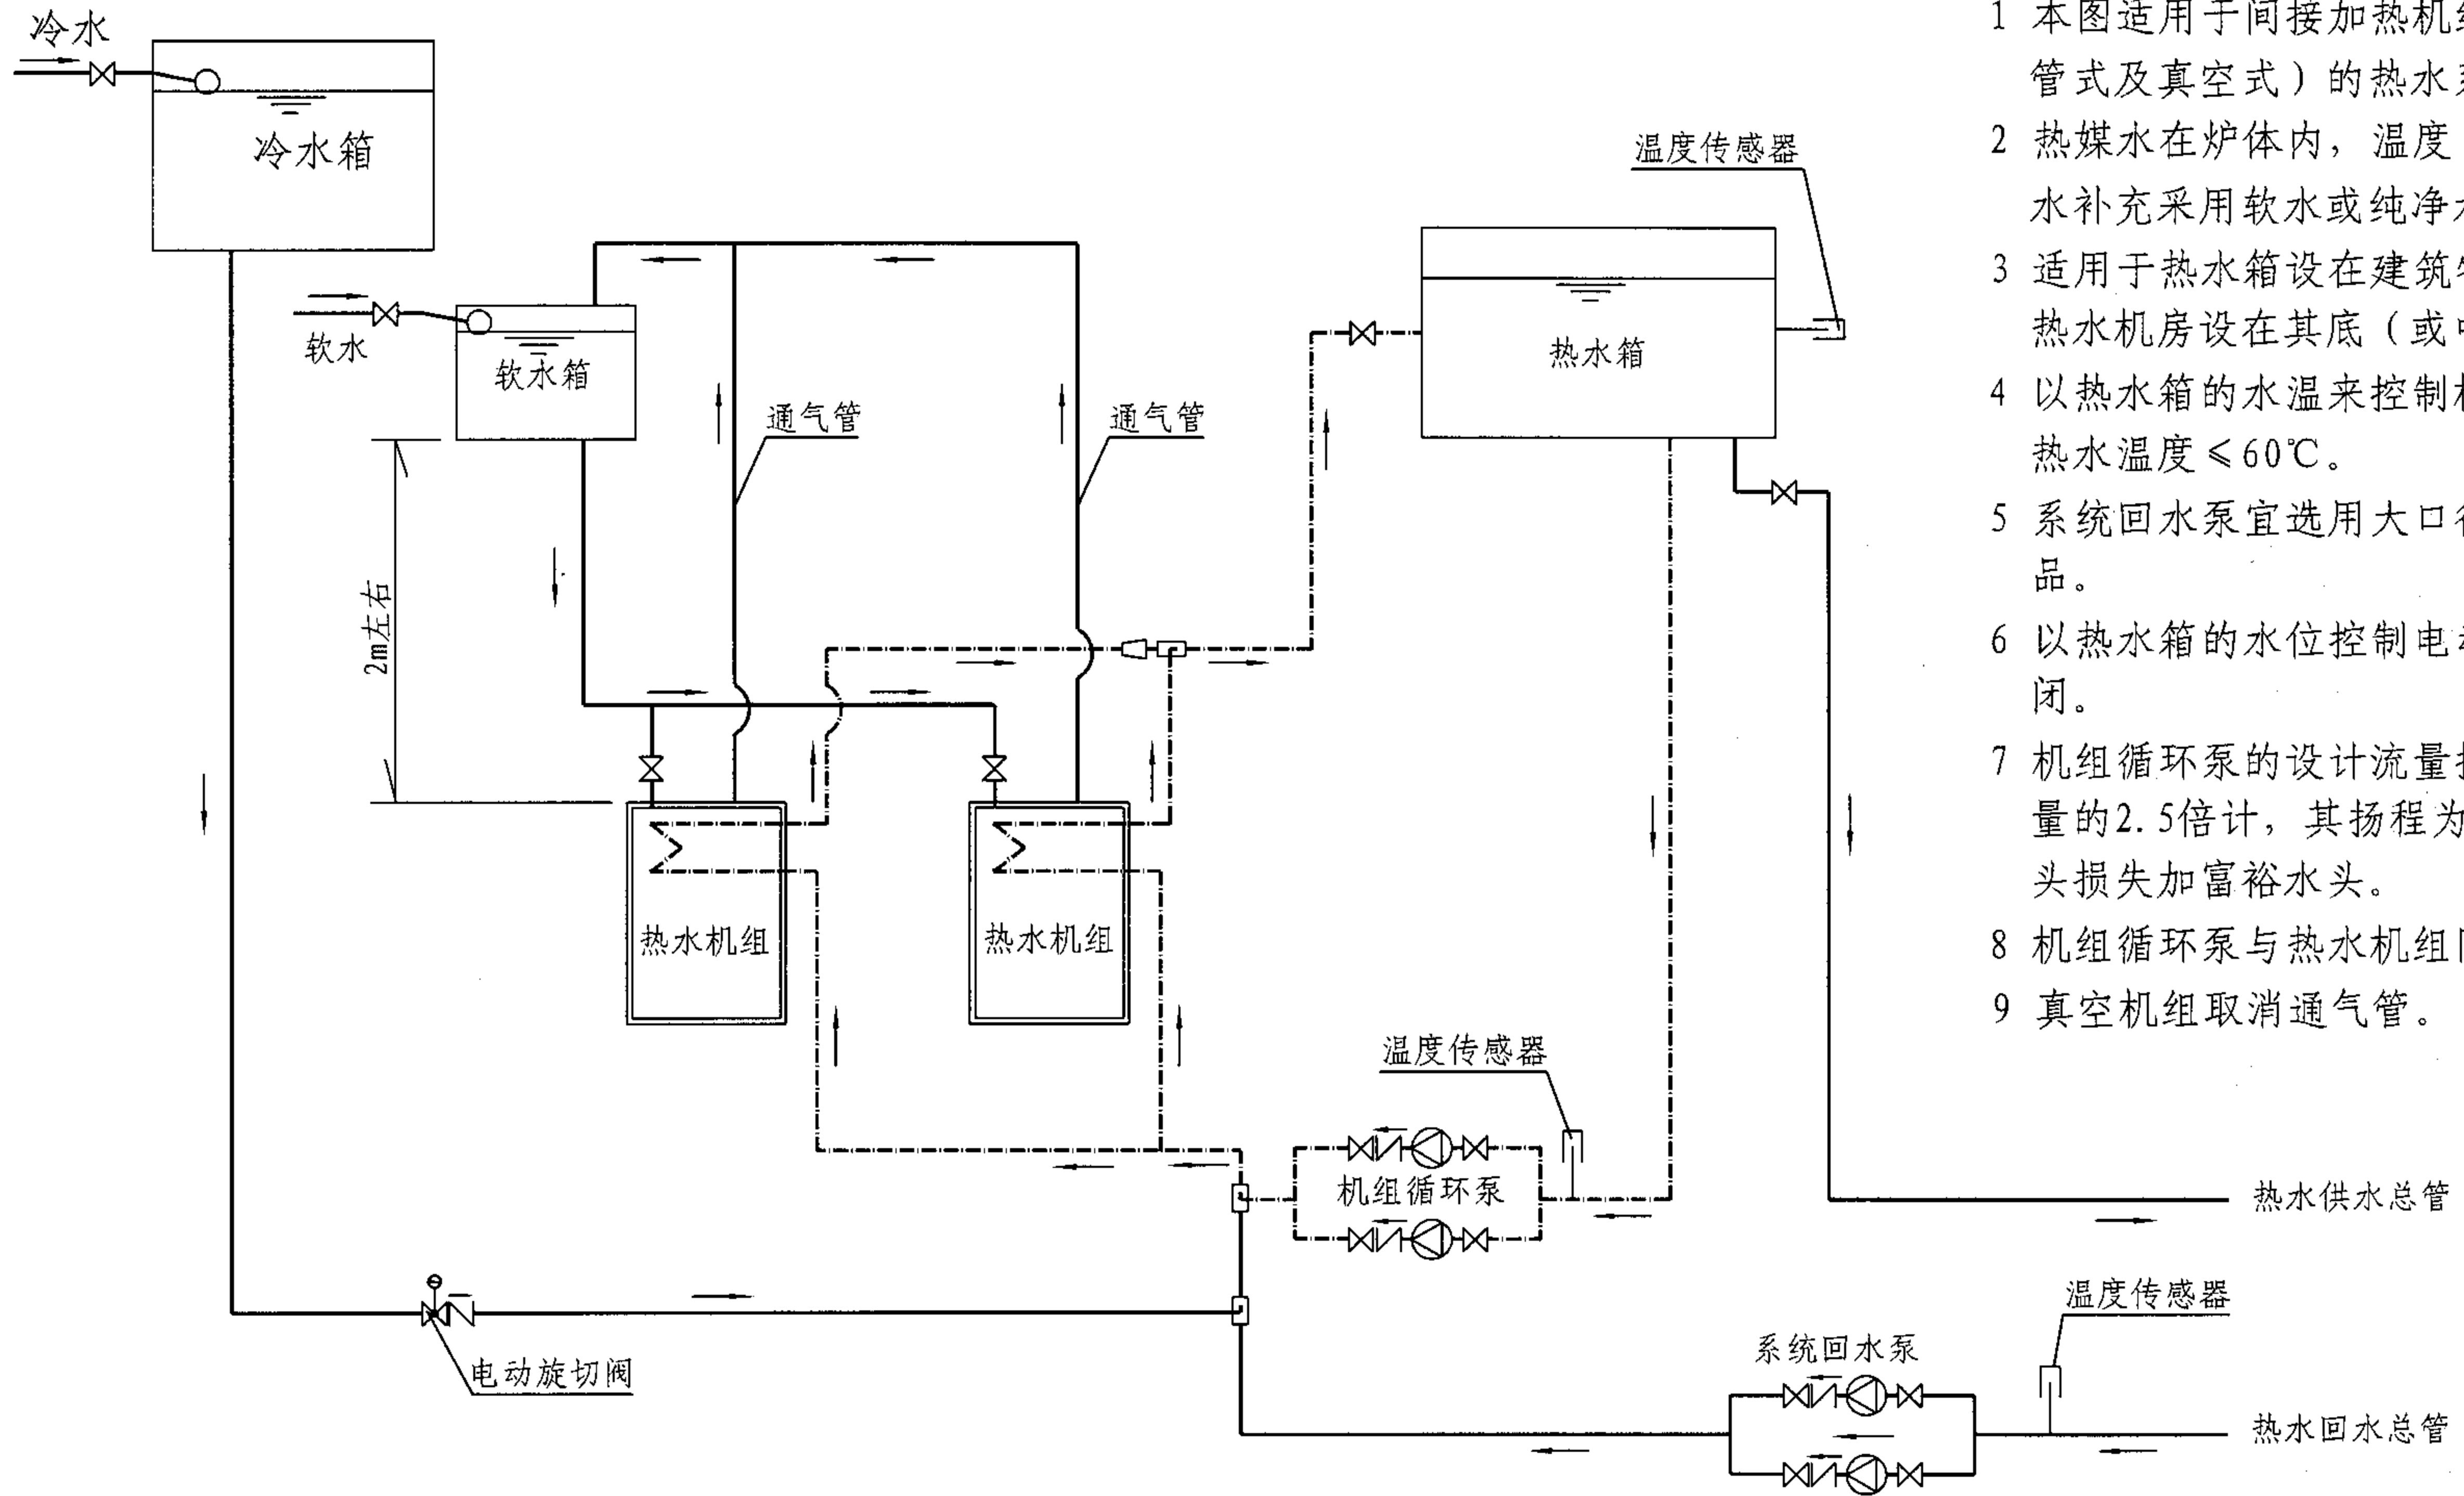 冷水
冷水箱
软水
软水箱
2m左右
通气管
通气管
热水机组
热水机组
温度传感器
热水箱
温度传感器
机组循环泵
热水供水总管
电动旋切阀
系统回水泵
温度传感器
热水回水总管
1 本图适用于间接加热机
管式及真空式）的热水
2 热媒水在炉体内，温度
水补充采用软水或纯净
3 适用于热水箱设在建筑
热水机房设在其底（或
4 以热水箱的水温来控制
热水温度≤60℃。
5 系统回水泵宜选用大口
品。
6 以热水箱的水位控制电
闭。
7 机组循环泵的设计流量
量的2.5倍计，其扬程为
头损失加富裕水头。
8 机组循环泵与热水机组
9 真空机组取消通气管。